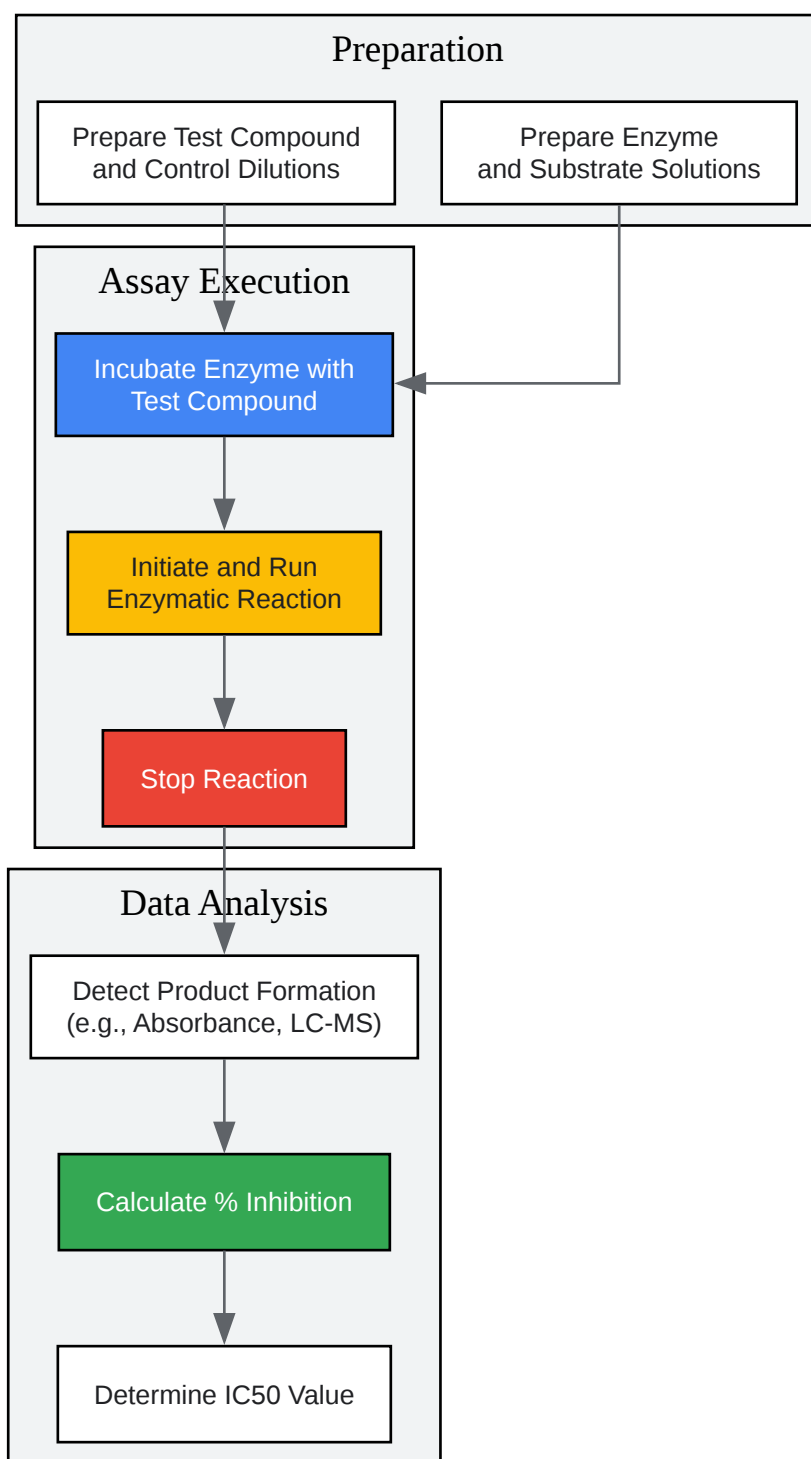 Preparation
Prepare Test Compound
and Control Dilutions
Prepare Enzyme
and Substrate Solutions
Assay Execution
Incubate Enzyme with
Test Compound
Initiate and Run
Enzymatic Reaction
Stop Reaction
Data Analysis
Detect Product Formation
(e.g., Absorbance, LC-MS)
Calculate % Inhibition
Determine IC50 Value